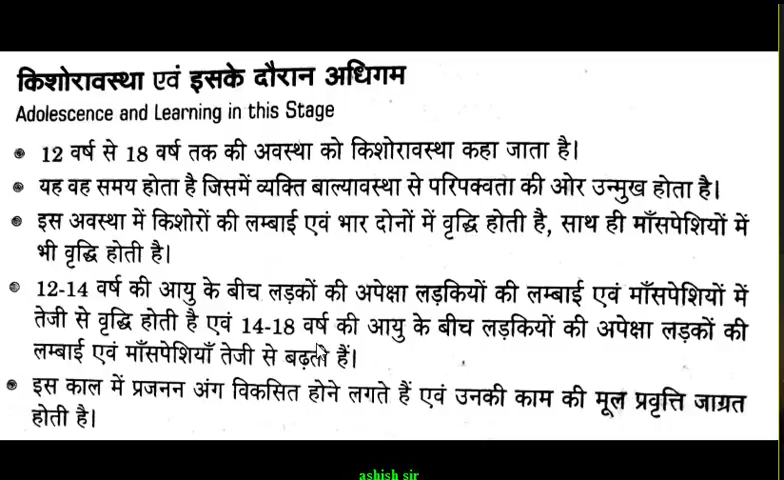 किशोरावस्था एवं इसके दौरान अधिगम
Adolescence and Learning in this Stage
• 12 वर्ष से 18 वर्ष तक की अवस्था को किशोरावस्था कहा जाता है।
• यह वह समय होता है जिसमें व्यक्ति बाल्यावस्था से परिपक्वता की ओर उन्मुख होता है।
• इस अवस्था में किशोरों की लम्बाई एवं भार दोनों में वृद्धि होती है, साथ ही माँसपेशियों में
भी वृद्धि होती है।
• 12-14 वर्ष की आयु के बीच लड़कों की अपेक्षा लड़कियों की लम्बाई एवं माँसपेशियों में
तेजी से वृद्धि होती है एवं 14-18 वर्ष की आयु के बीच लड़कियों की अपेक्षा लड़कों की
लम्बाई एवं माँसपेशियाँ तेजी से बढ़ती हैं।
• इस काल में प्रजनन अंग विकसित होने लगते हैं एवं उनकी काम की मूल प्रवृत्ति जाग्रत
होती है।
ashish sir